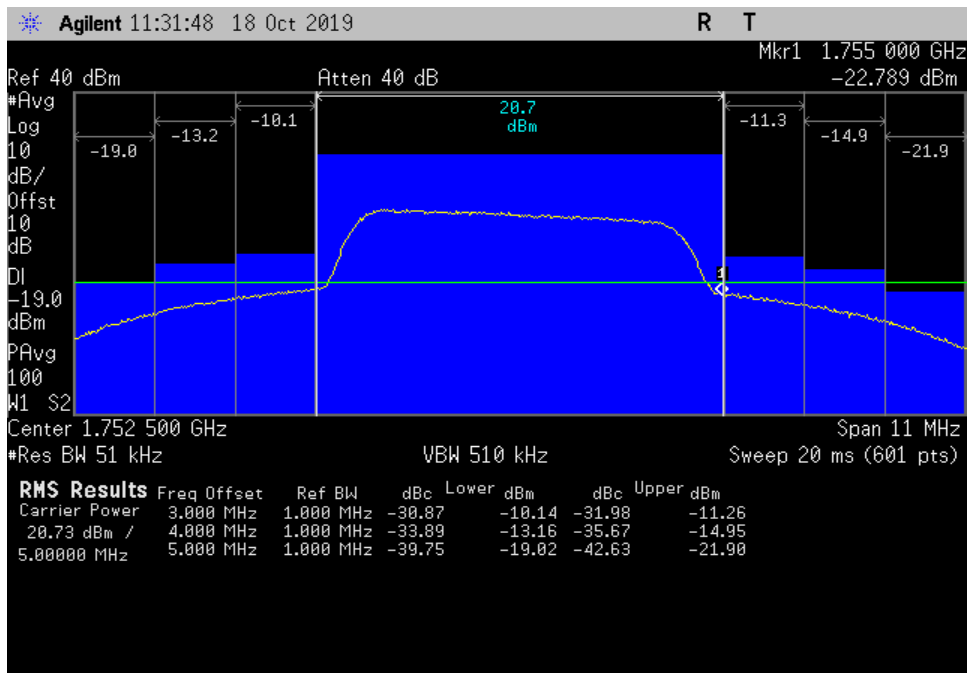 Agilent 11:31:48 18 Oct 2019 R T
Mkr1 1.755 000 GHz
Ref 40 dBm Atten 40 dB -22.789 dBm
#Avg
Log
10
dB/
Offst
10
dB
DI
-19.0
dBm
PAvg
100
W1 S2
-19.0 -13.2 -10.1 20.7 dBm -11.3 -14.9 -21.9
1
Center 1.752 500 GHz Span 11 MHz
#Res BW 51 kHz VBW 510 kHz Sweep 20 ms (601 pts)
RMS Results Freq Offset Ref BW dBc Lower dBm dBc Upper dBm
Carrier Power 3.000 MHz 1.000 MHz -30.87 -10.14 -31.98 -11.26
20.73 dBm / 4.000 MHz 1.000 MHz -33.89 -13.16 -35.67 -14.95
5.00000 MHz 5.000 MHz 1.000 MHz -39.75 -19.02 -42.63 -21.90